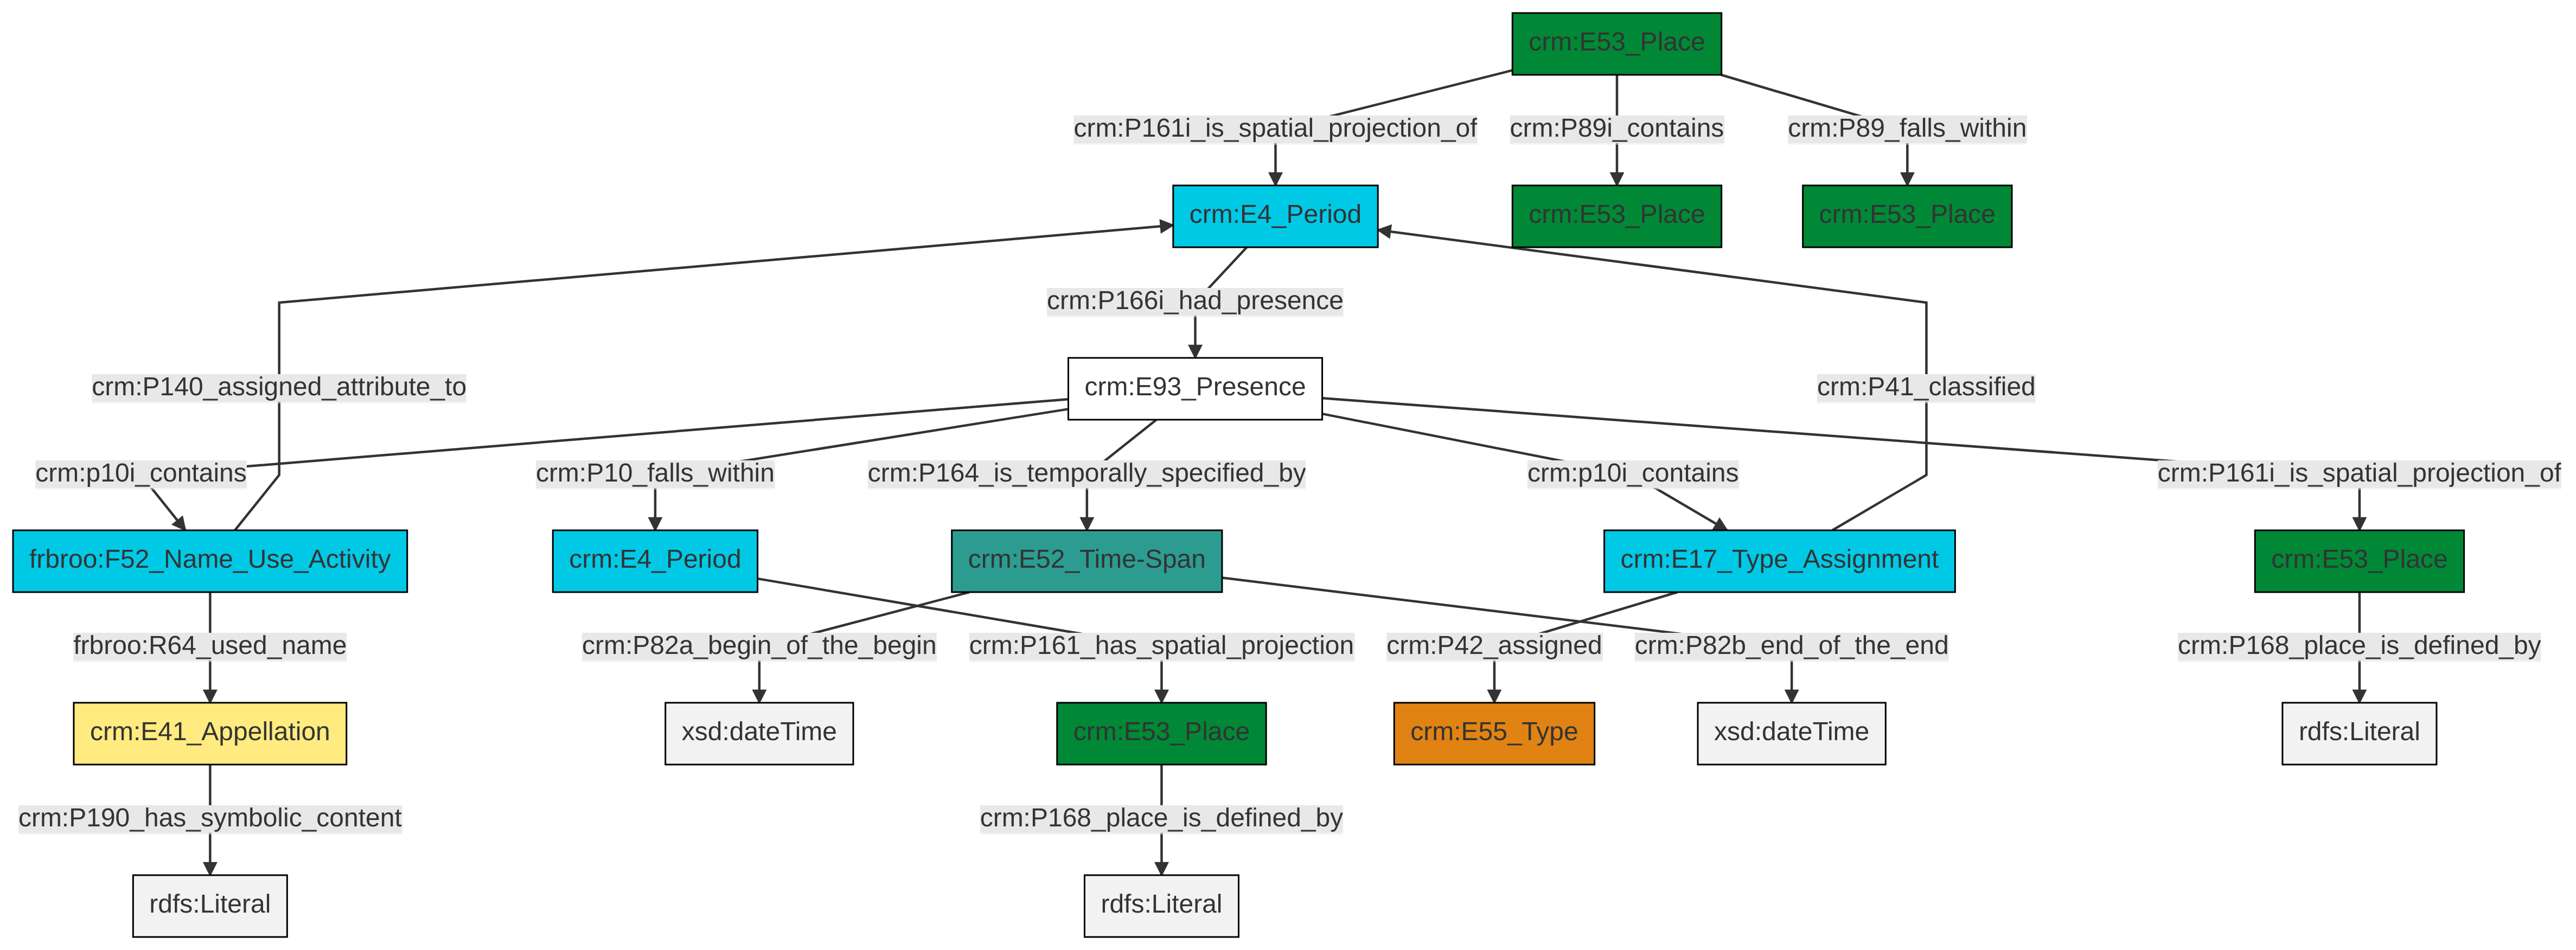 crm:E53_Place
crm:P161i_is_spatial_projection_of
crm:P89i_contains
crm:P89_falls_within
crm:E4_Period
crm:E53_Place
crm:E53_Place
crm:P166i_had_presence
crm:P140_assigned_attribute_to
crm:E93_Presence
crm:P41_classified
crm:p10i_contains
crm:P10_falls_within
crm:P164_is_temporally_specified_by
crm:p10i_contains
crm:P161i_is_spatial_projection_of
frbroo:F52_Name_Use_Activity
crm:E4_Period
crm:E52_Time-Span
crm:E17_Type_Assignment
crm:E53_Place
frbroo:R64_used_name
crm:P82a_begin_of_the_begin
crm:P161_has_spatial_projection
crm:P42_assigned
crm:P82b_end_of_the_end
crm:P168_place_is_defined_by
crm:E41_Appellation
xsd:dateTime
crm:E53_Place
crm:E55_Type
xsd:dateTime
rdfs:Literal
crm:P190_has_symbolic_content
crm:P168_place_is_defined_by
rdfs:Literal
rdfs:Literal